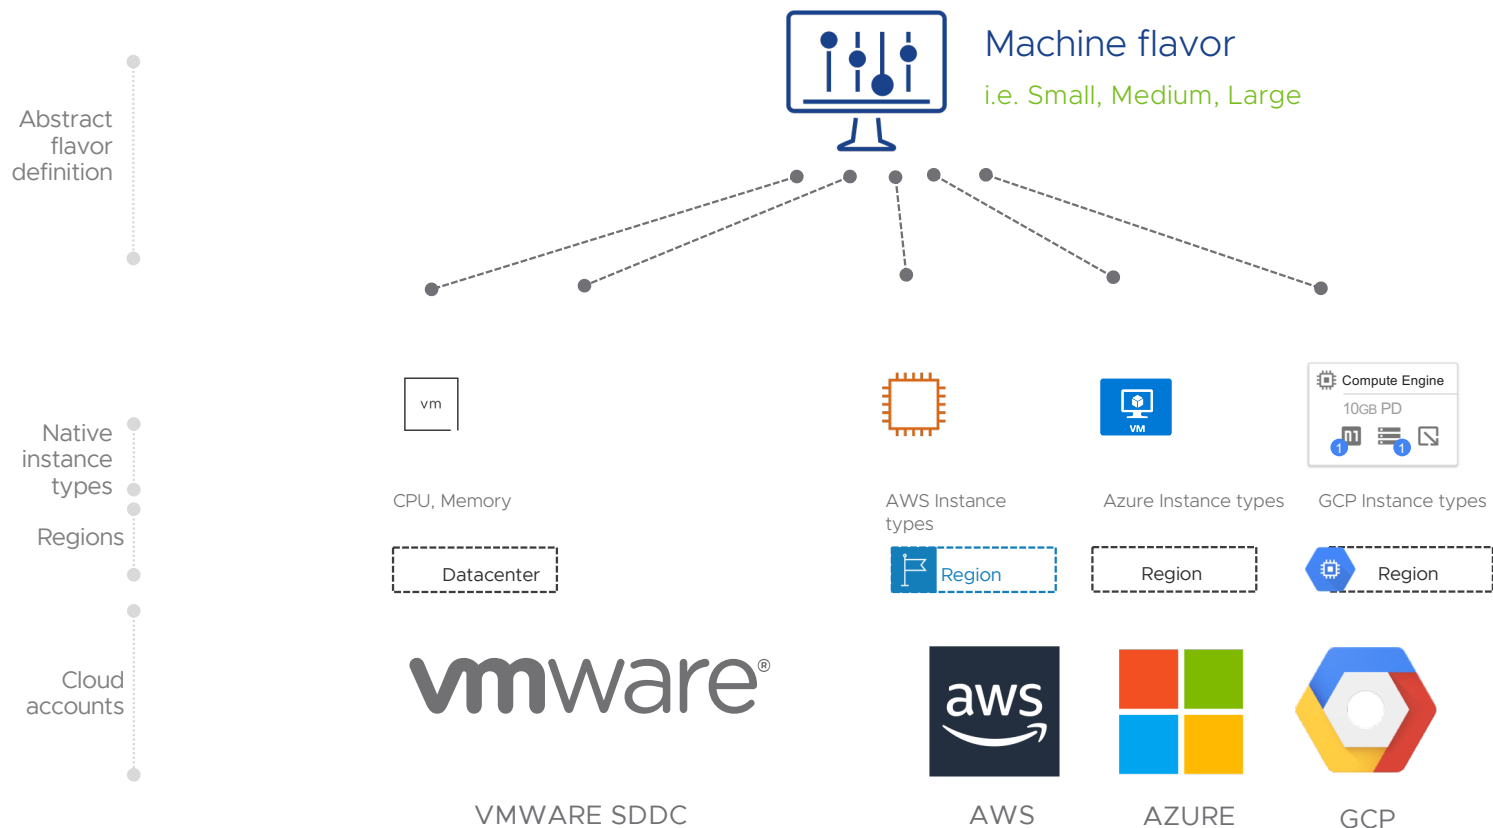 Machine flavor
i.e. Small, Medium, Large
Abstract
flavor
definition
vm
VM
Compute Engine
10GB PD
n1
1
1
Native
instance
types
CPU, Memory
AWS Instance
types
Azure Instance types
GCP Instance types
Regions
Datacenter
Region
Region
Region
Cloud
accounts
vmware®
aws
VMWARE SDDC
AWS
AZURE
GCP